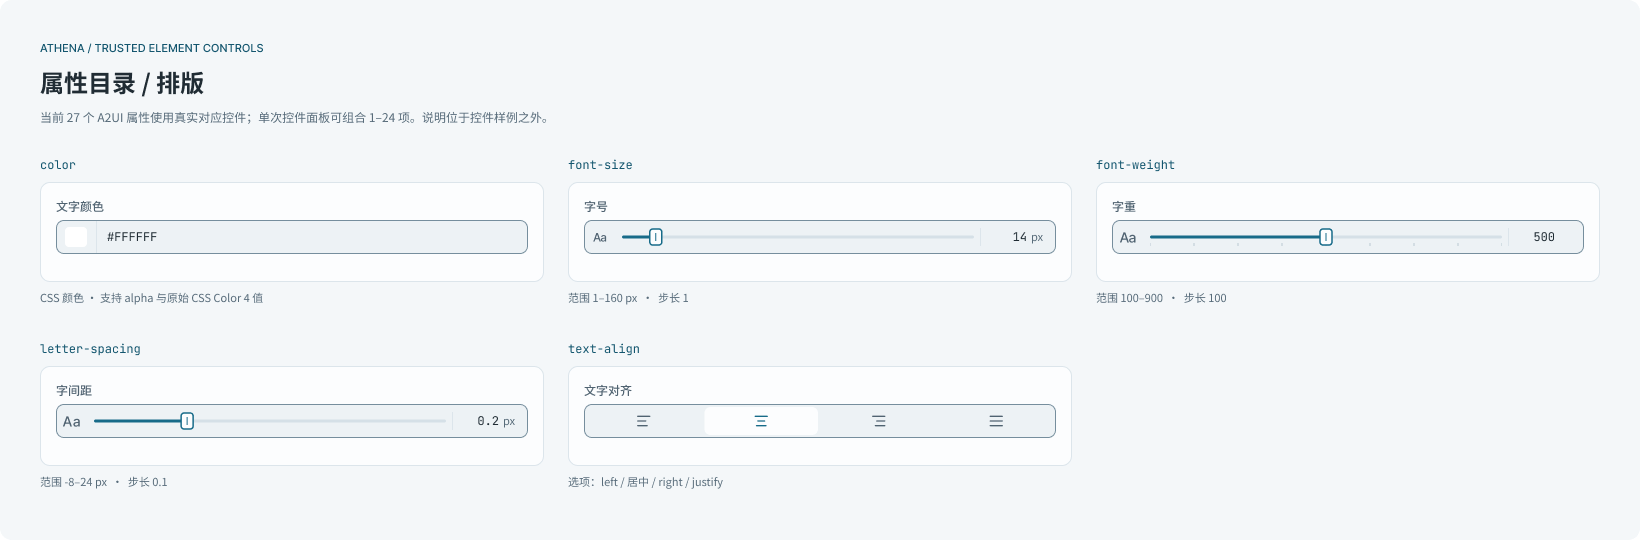 ATHENA / TRUSTED ELEMENT CONTROLS
属性目录 / 排版
当前 27 个 A2UI 属性使用真实对应控件；单次控件面板可组合 1–24 项。说明位于控件样例之外。
color
文字颜色
#FFFFFF
CSS 颜色 · 支持 alpha 与原始 CSS Color 4 值
font-size
字号
Aa
14 px
范围 1–160 px · 步长 1
font-weight
字重
Aa
500
范围 100–900 · 步长 100
letter-spacing
字间距
Aa
0.2 px
范围 -8–24 px · 步长 0.1
text-align
文字对齐
选项：left / 居中 / right / justify